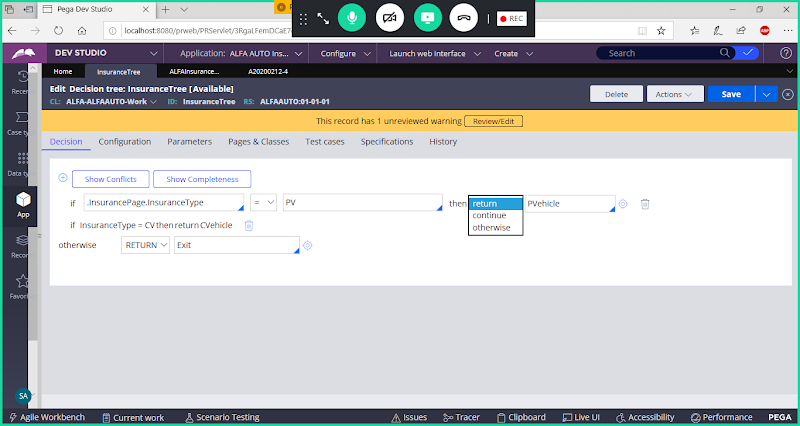 Pega Dev Studio
localhost:8080/prweb/PRServlet/3RgaLFemDCaE7
REC
DEV STUDIO
Application: ALFA AUTO Ins...
Configure
Launch web Interface
Create
Search
Recen
Case typ
Data typ
App
Recor
Favorit
SA
Home
InsuranceTree
ALFAInsurance...
A20200212-4
Edit Decision tree: InsuranceTree [Available]
CL: ALFA-ALFAAUTO-Work
ID: InsuranceTree
RS: ALFAAUTO:01-01-01
Delete
Actions
Save
This record has 1 unreviewed warning
Review/Edit
Decision
Configuration
Parameters
Pages & Classes
Test cases
Specifications
History
Show Conflicts
Show Completeness
if .InsurancePage.InsuranceType = PV then return PVehicle
continue
otherwise
if InsuranceType = CV then return CVehicle
otherwise RETURN Exit
Agile Workbench
Current work
Scenario Testing
Issues
Tracer
Clipboard
Live UI
Accessibility
Performance
PEGA